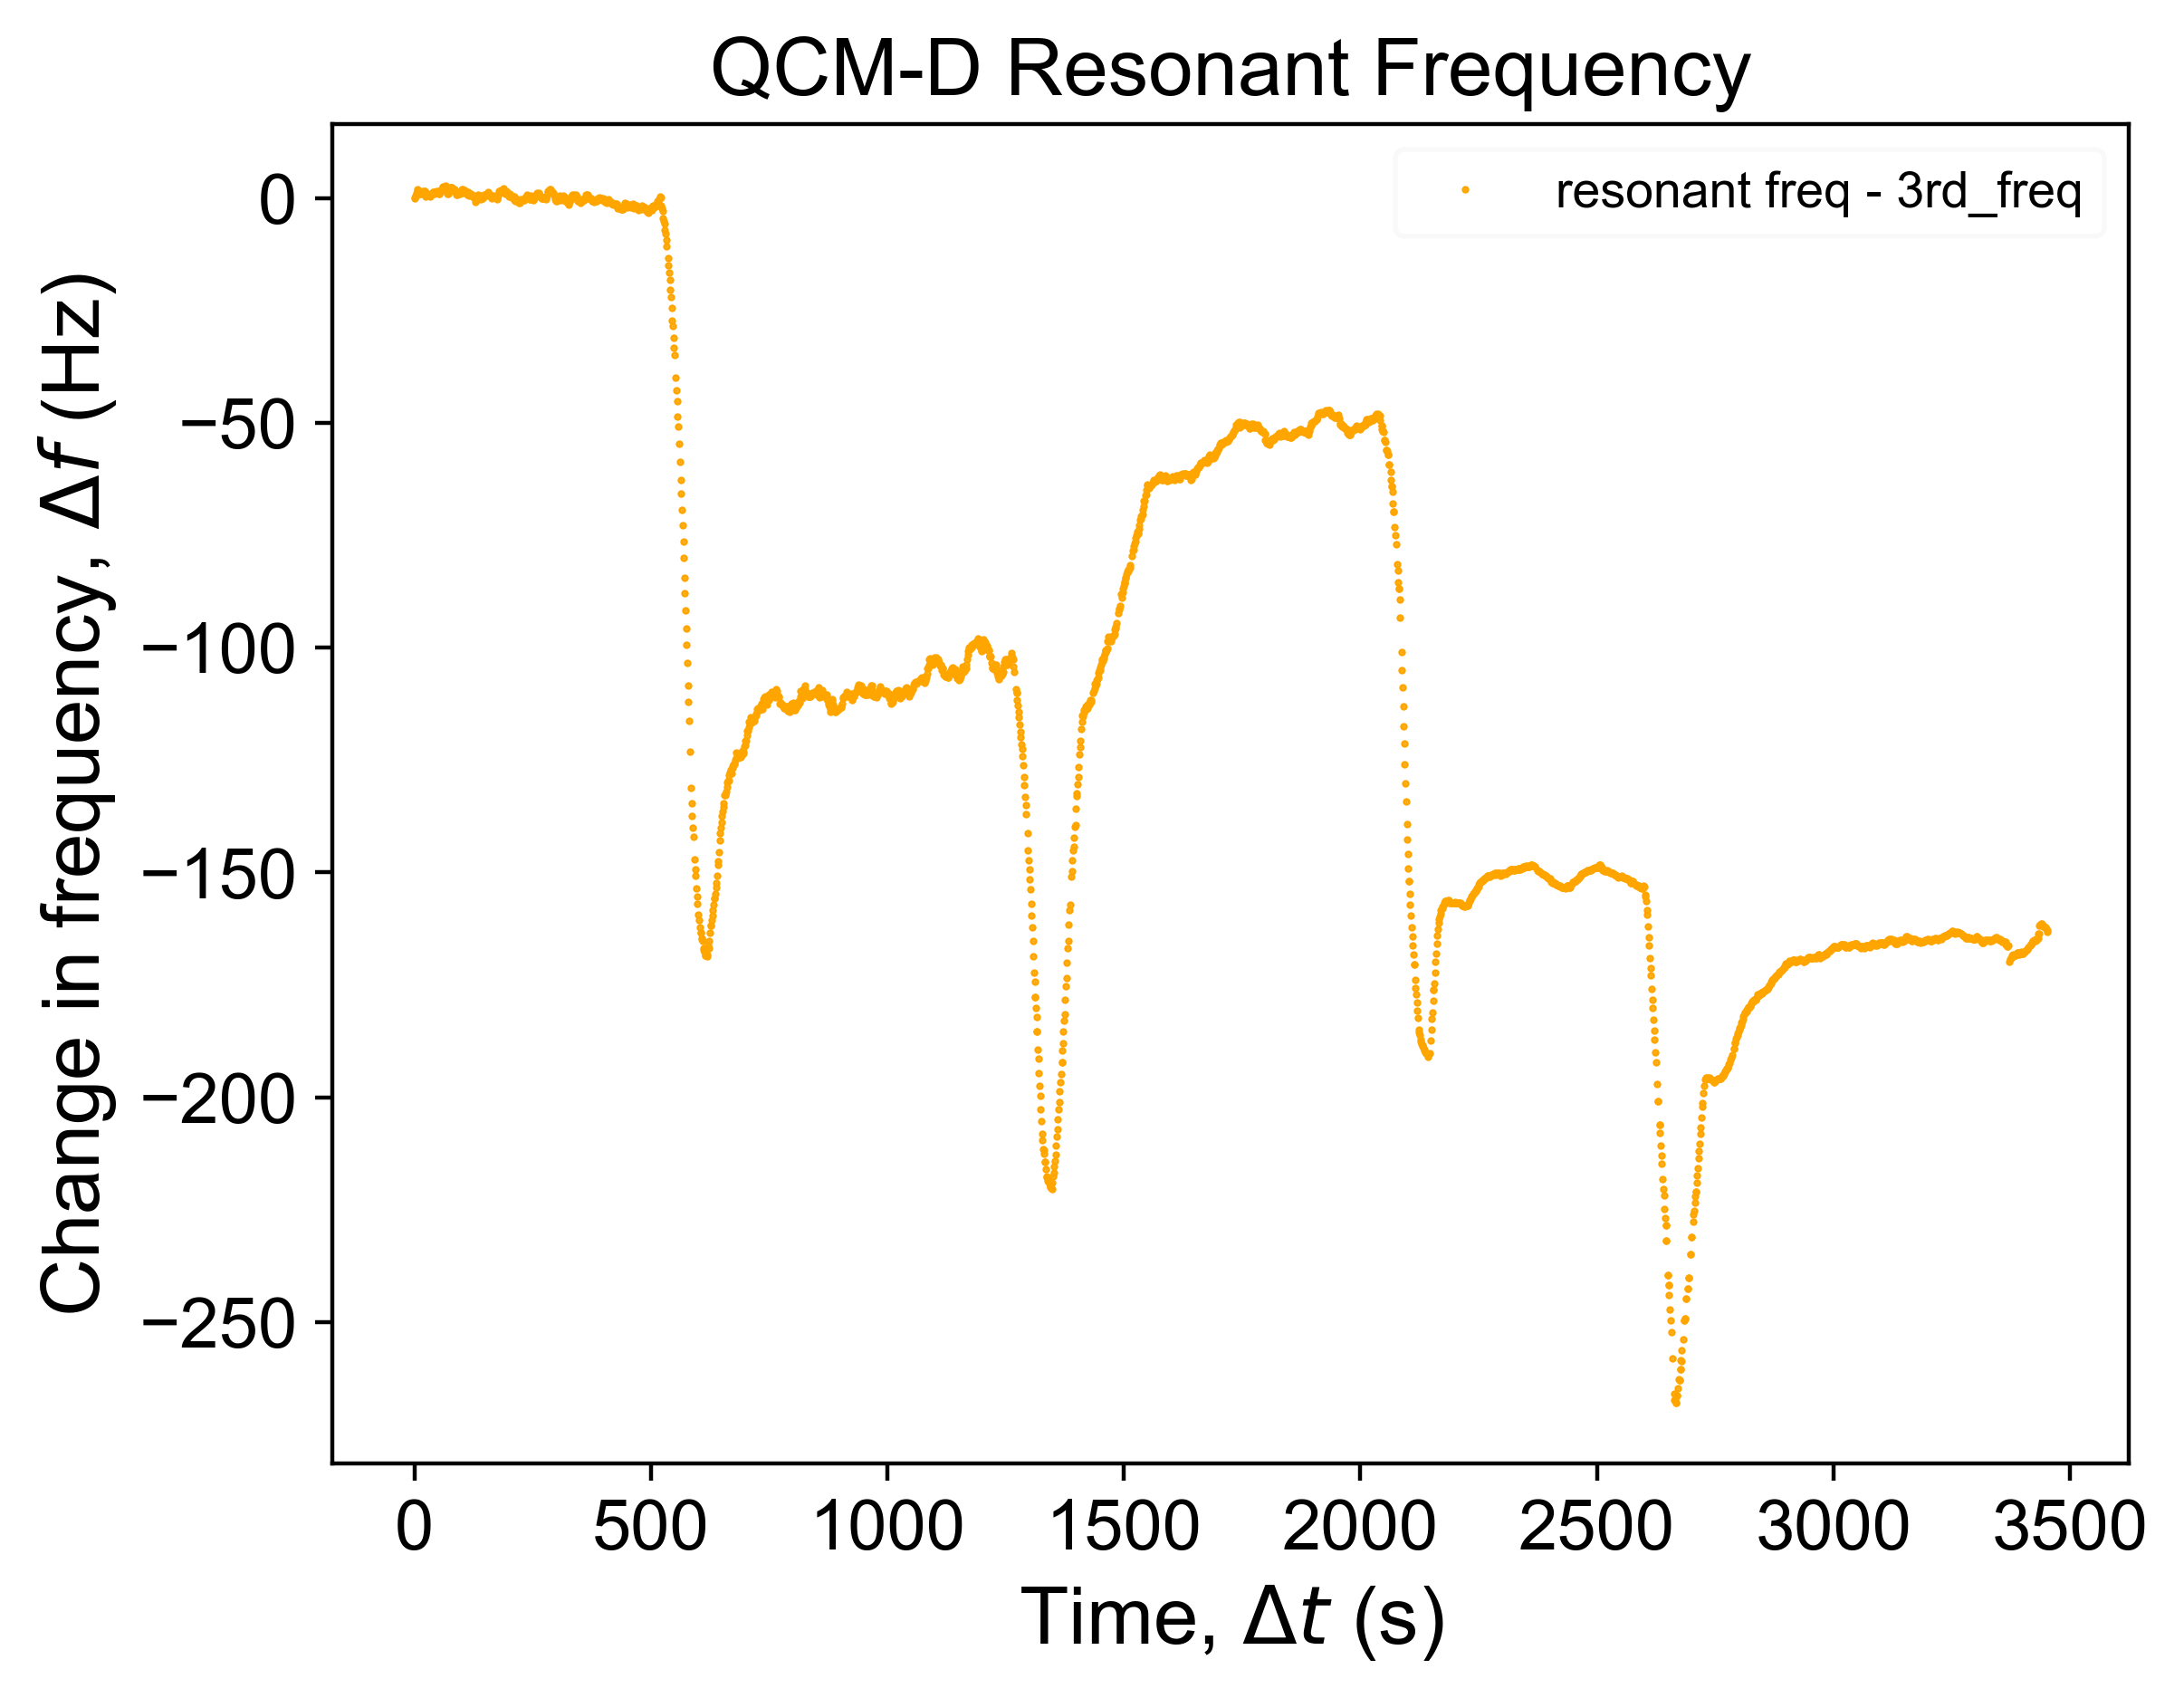 QCM-D Resonant Frequency
resonant freq - 3rd_freq
Change in frequency, Δf (Hz)
0
−50
−100
−150
−200
−250
0 500 1000 1500 2000 2500 3000 3500
Time, Δt (s)